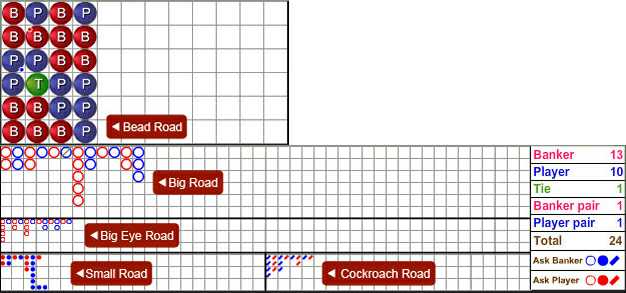 B P B P
B B B B
P P B P
P T P P
B B P P
B B B P
Bead Road
Big Road
Big Eye Road
Small Road
Cockroach Road
Banker 13
Player 10
Tie 1
Banker pair 1
Player pair 1
Total 24
Ask Banker
Ask Player